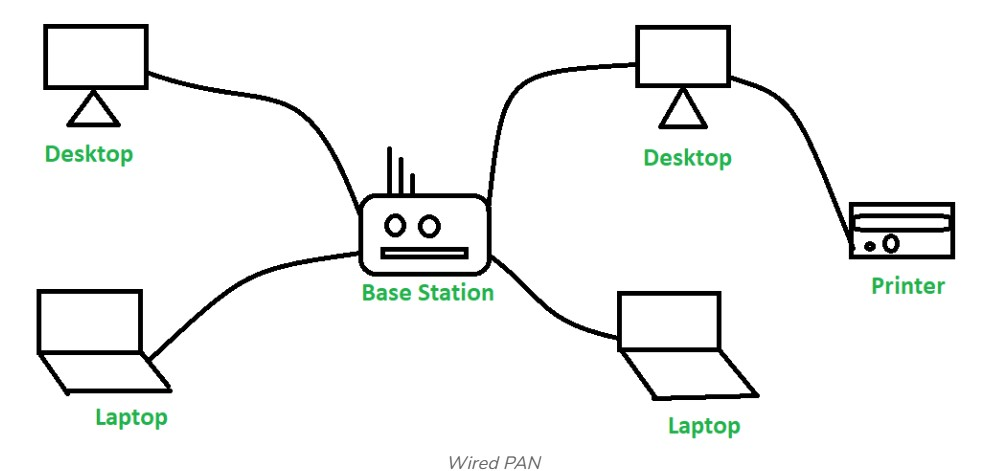 Desktop
Desktop
Base Station
Printer
Laptop
Laptop
Wired PAN